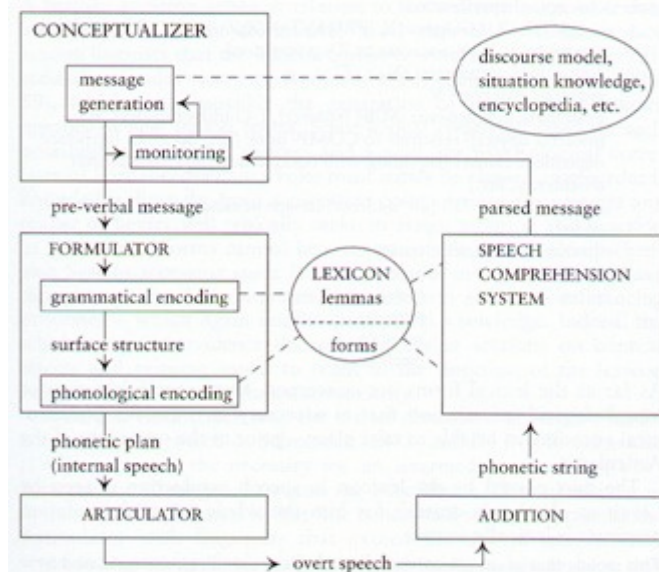 CONCEPTUALIZER
message
generation
monitoring
discourse model,
situation knowledge,
encyclopedia, etc.
pre-verbal message
parsed message
FORMULATOR
grammatical encoding
surface structure
phonological encoding
LEXICON
lemmas
forms
SPEECH
COMPREHENSION
SYSTEM
phonetic plan
(internal speech)
phonetic string
ARTICULATOR
AUDITION
overt speech